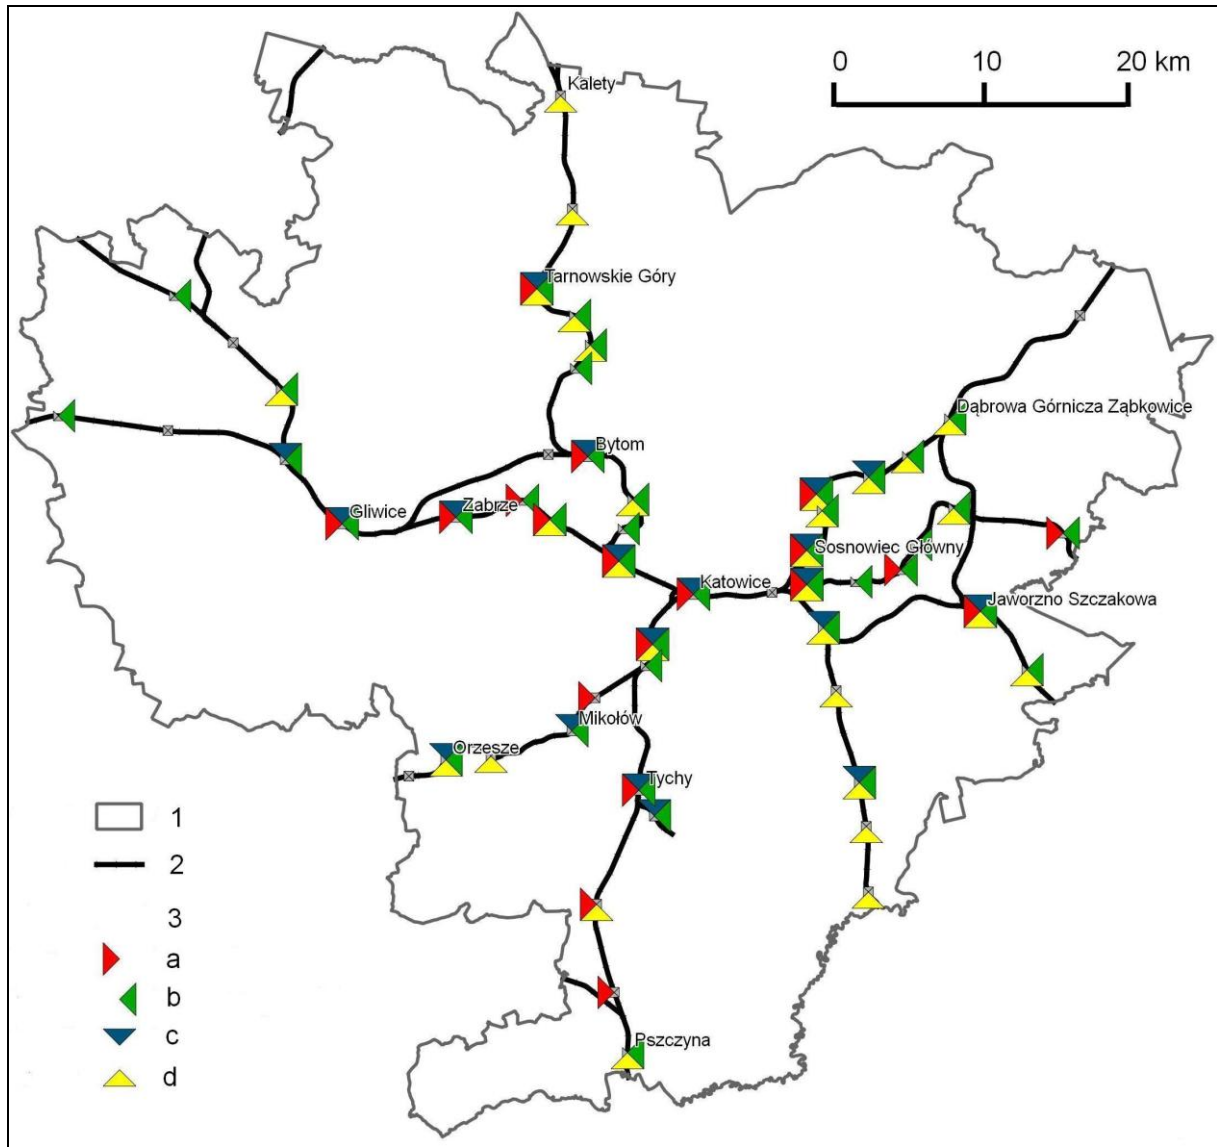 0 10 20 km
Kalety
Tarnowskie Góry
Dąbrowa Górnicza Ząbkowice
Bytom
Zabrze
Gliwice
Sosnowiec Główny
Katowice
Jaworzno Szczakowa
Mikołów
Orzesze
Tychy
Pszczyna
1
2
3
a
b
c
d